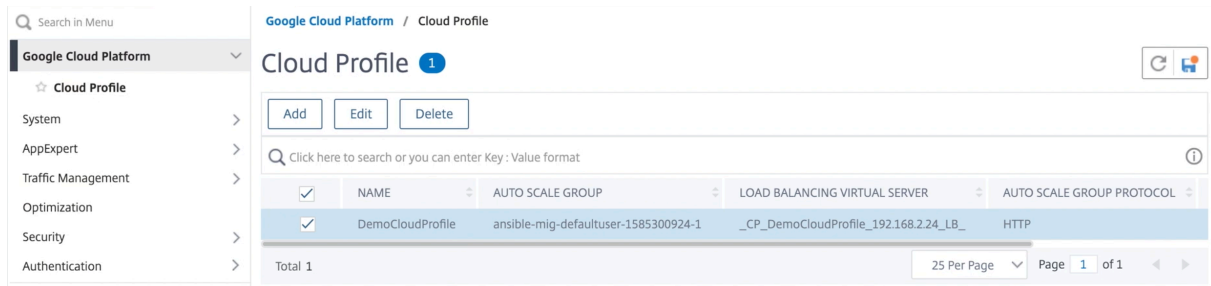 Search in Menu
Google Cloud Platform
Cloud Profile
System
AppExpert
Traffic Management
Optimization
Security
Authentication
Google Cloud Platform / Cloud Profile
Cloud Profile 1
Add Edit Delete
Click here to search or you can enter Key : Value format
NAME AUTO SCALE GROUP LOAD BALANCING VIRTUAL SERVER AUTO SCALE GROUP PROTOCOL
DemoCloudProfile ansible-mig-defaultuser-1585300924-1 _CP_DemoCloudProfile_192.168.2.24_LB_ HTTP
Total 1 25 Per Page Page 1 of 1